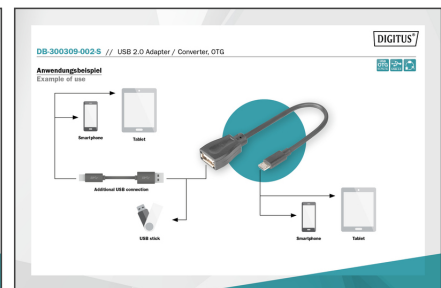 DIGITUS®
DB-300309-002-S // USB 2.0 Adapter / Converter, OTG
Anwendungsbeispiel
Example of use
OTG
Smartphone
Tablet
Additional USB connection
USB stick
Smartphone
Tablet